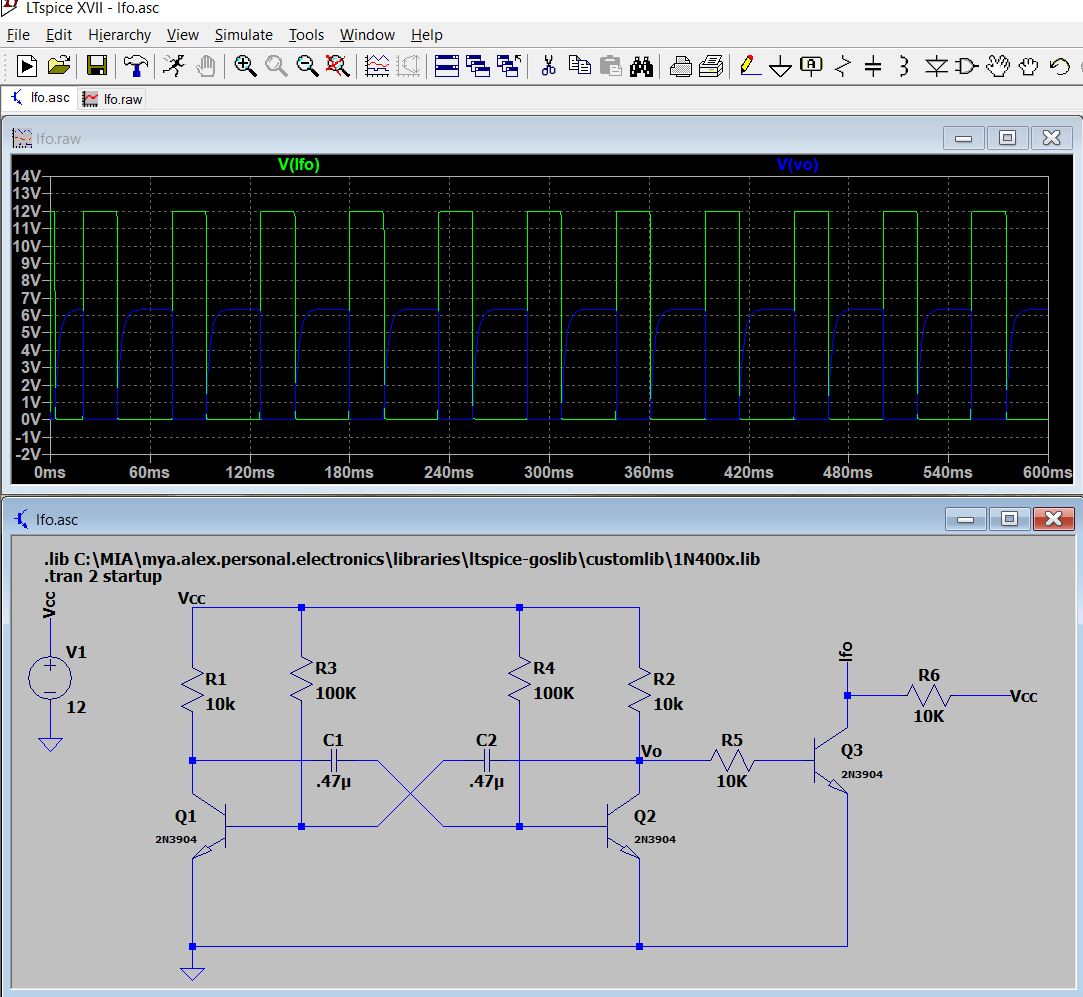 LTspice XVII - lfo.asc
File Edit Hierarchy View Simulate Tools Window Help
lfo.asc lfo.raw
lfo.raw
V(lfo) V(vo)
14V
13V
12V
11V
10V
9V
8V
7V
6V
5V
4V
3V
2V
1V
0V
-1V
-2V
0ms 60ms 120ms 180ms 240ms 300ms 360ms 420ms 480ms 540ms 600ms
lfo.asc
.lib C:\MIA\mya.alex.personal.electronics\libraries\ltspice-goslib\customlib\1N400x.lib
.tran 2 startup
Vcc
V1
12
Vcc
R1
10k
R3
100K
R4
100K
R2
10k
C1
.47µ
C2
.47µ
Vo
R5
10K
lfo
R6
10K
Vcc
Q3
2N3904
Q1
2N3904
Q2
2N3904